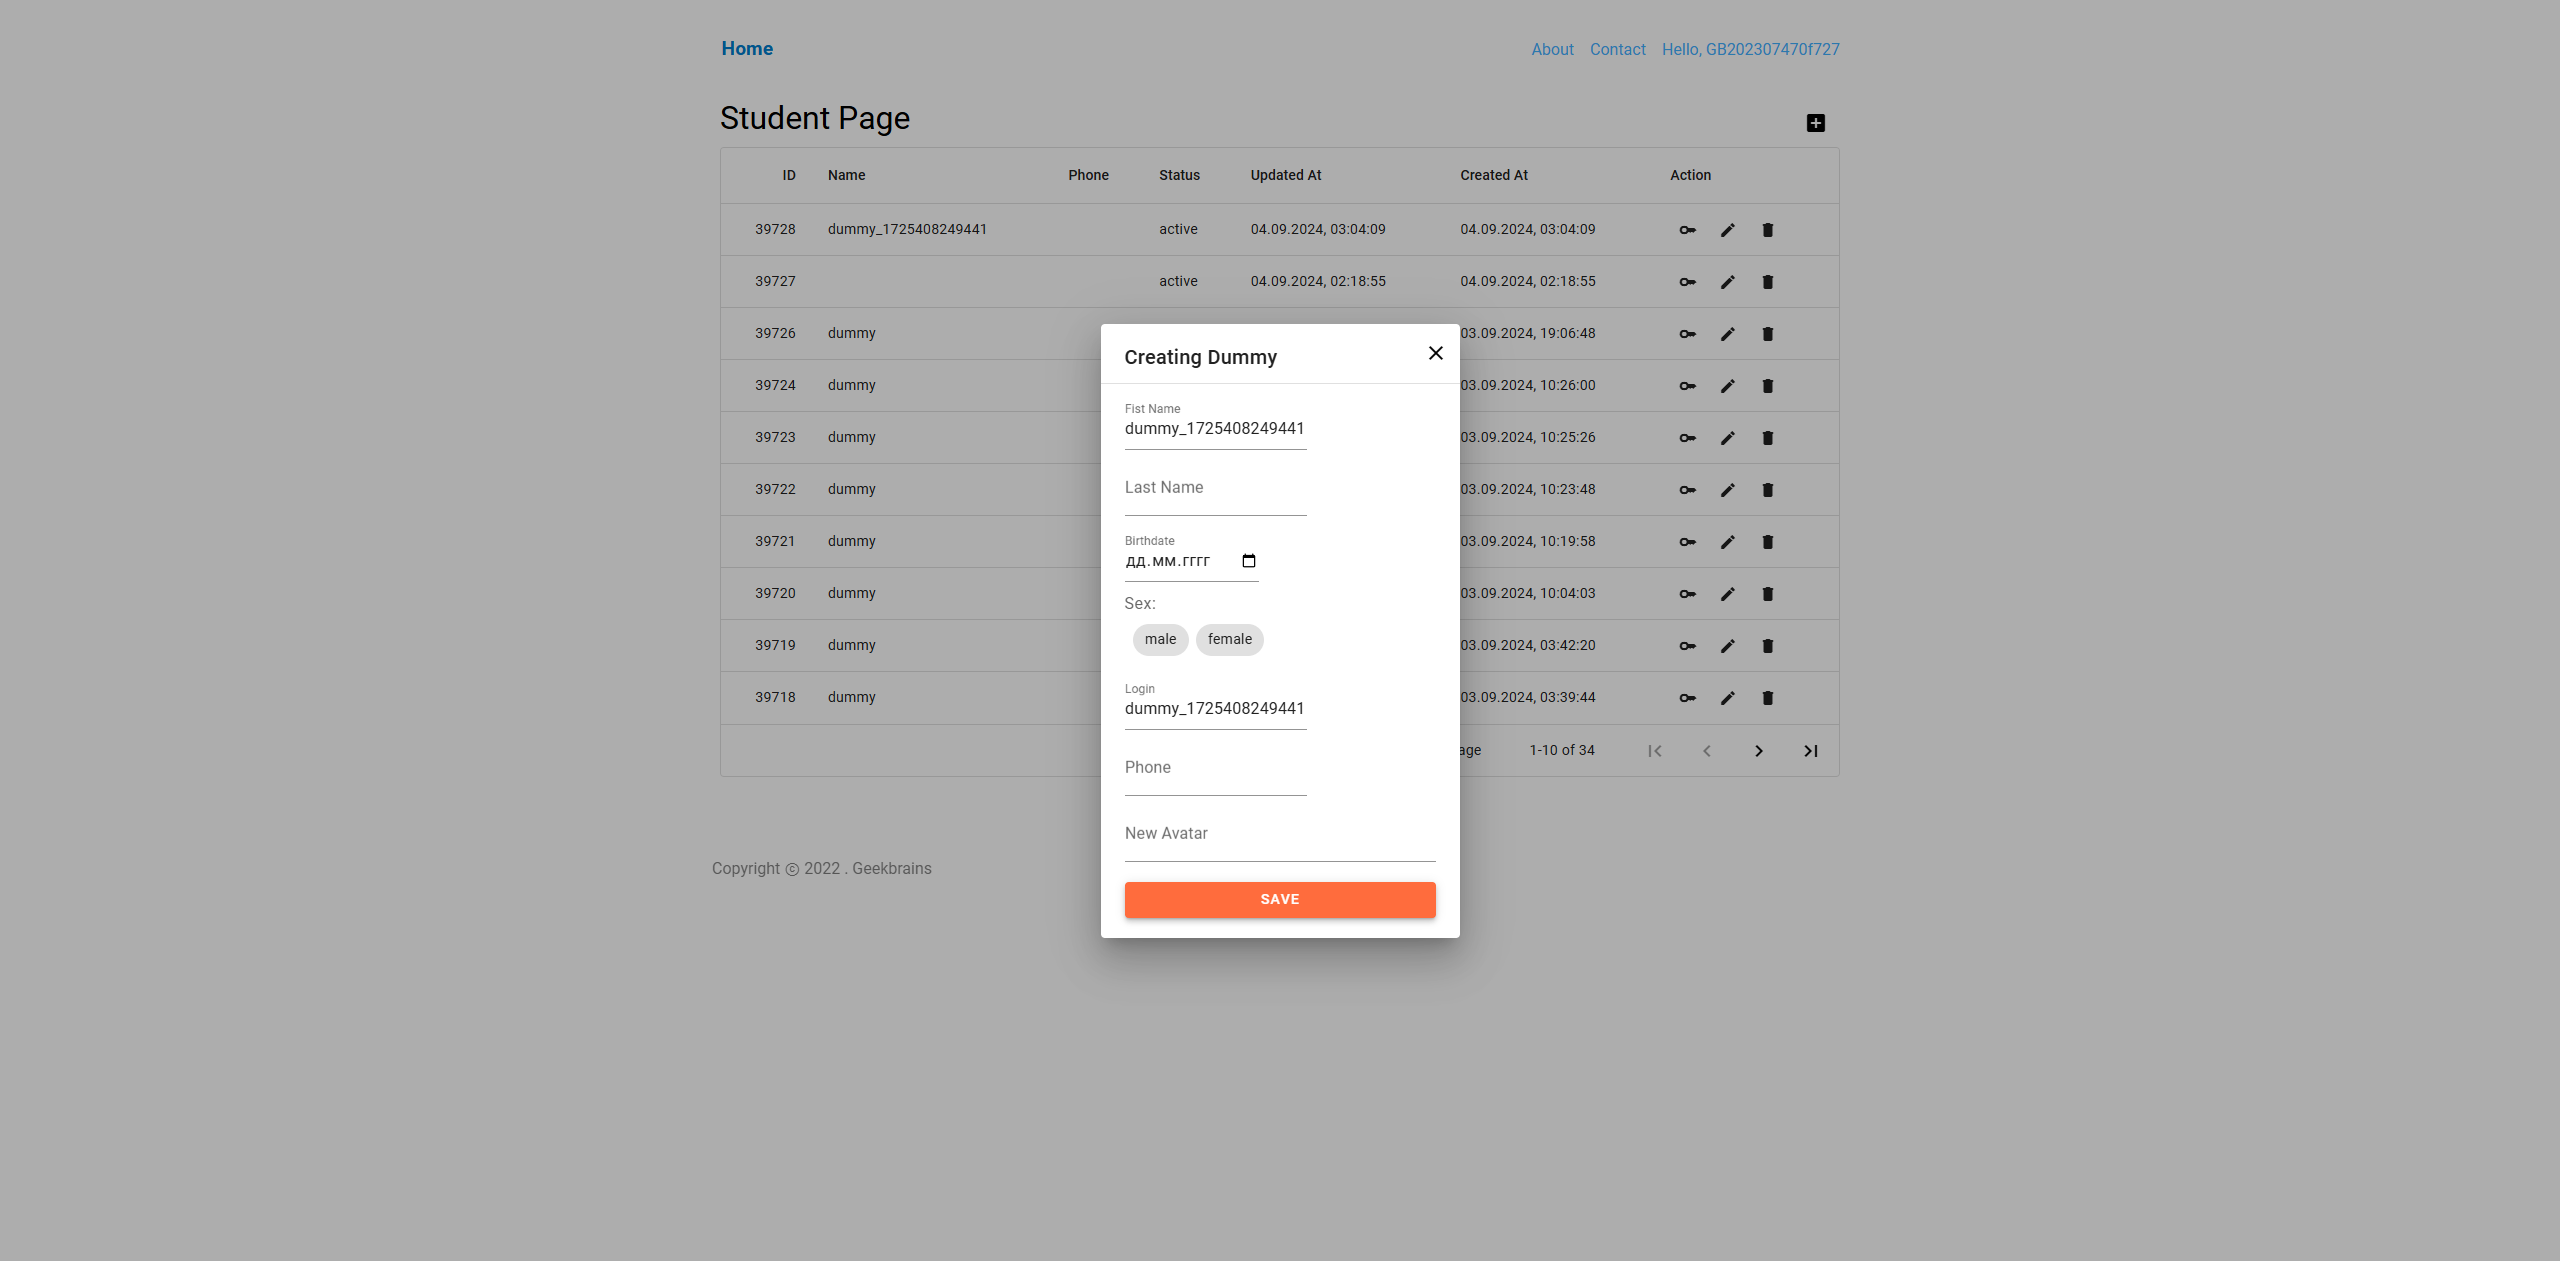 Home About Contact Hello, GB202307470f727
Student Page
ID Name Phone Status Updated At Created At Action
39728 dummy_1725408249441 active 04.09.2024, 03:04:09 04.09.2024, 03:04:09
39727 active 04.09.2024, 02:18:55 04.09.2024, 02:18:55
39726 dummy 03.09.2024, 19:06:48
39724 dummy 03.09.2024, 10:26:00
39723 dummy 03.09.2024, 10:25:26
39722 dummy 03.09.2024, 10:23:48
39721 dummy 03.09.2024, 10:19:58
39720 dummy 03.09.2024, 10:04:03
39719 dummy 03.09.2024, 03:42:20
39718 dummy 03.09.2024, 03:39:44
age 1-10 of 34
Creating Dummy
Fist Name
dummy_1725408249441
Last Name
Birthdate
дд.мм.гггг
Sex:
male female
Login
dummy_1725408249441
Phone
New Avatar
SAVE
Copyright © 2022 . Geekbrains